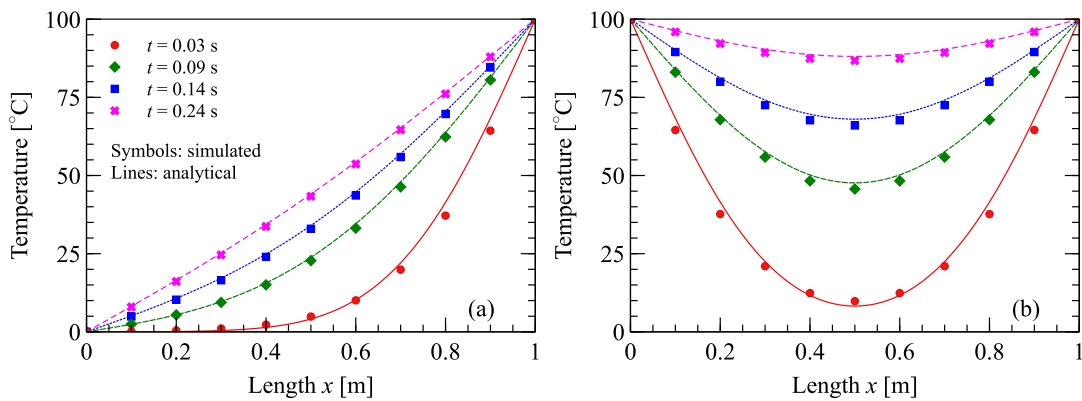 100
75
50
25
0
Temperature [°C]
t = 0.03 s
t = 0.09 s
t = 0.14 s
t = 0.24 s
Symbols: simulated
Lines: analytical
(a)
0 0.2 0.4 0.6 0.8 1
Length x [m]
100
75
50
25
0
Temperature [°C]
(b)
0 0.2 0.4 0.6 0.8 1
Length x [m]